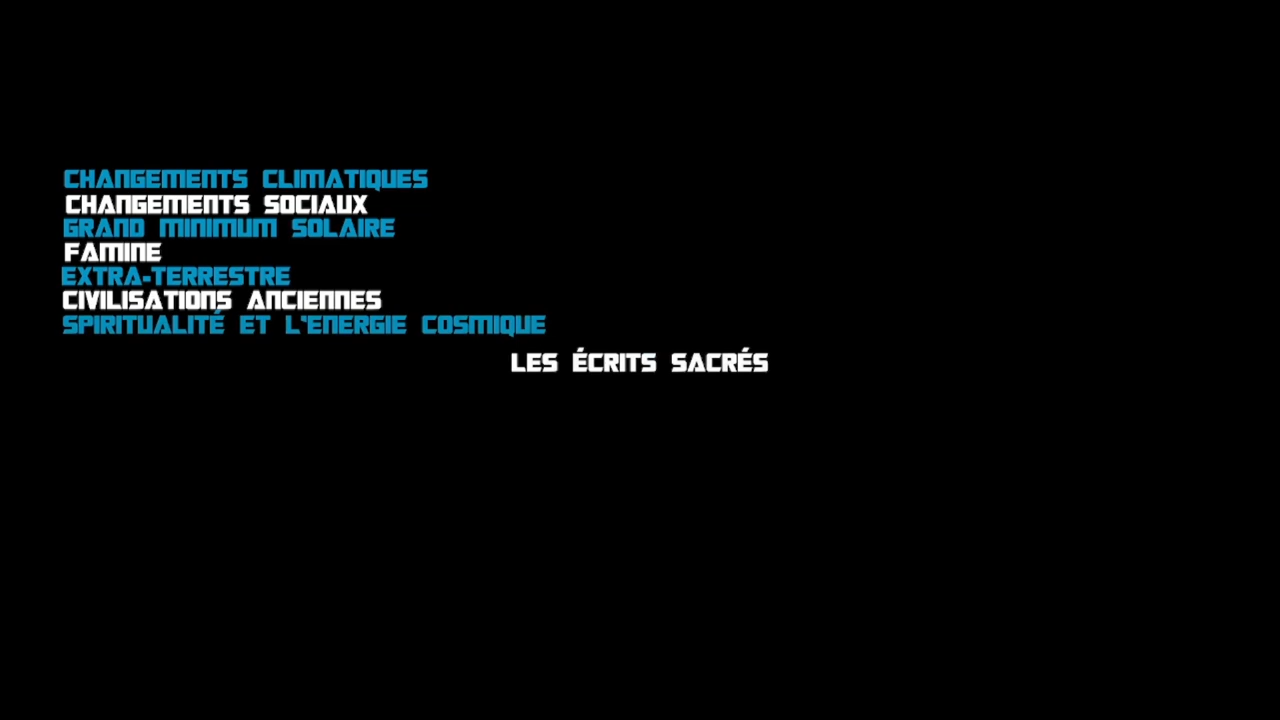 CHANGEMENTS CLIMATIQUES
CHANGEMENTS SOCIAUX
GRAND MINIMUM SOLAIRE
FAMINE
EXTRA-TERRESTRE
CIVILISATIONS ANCIENNES
SPIRITUALITÉ ET L'ENERGIE COSMIQUE
LES ÉCRITS SACRÉS